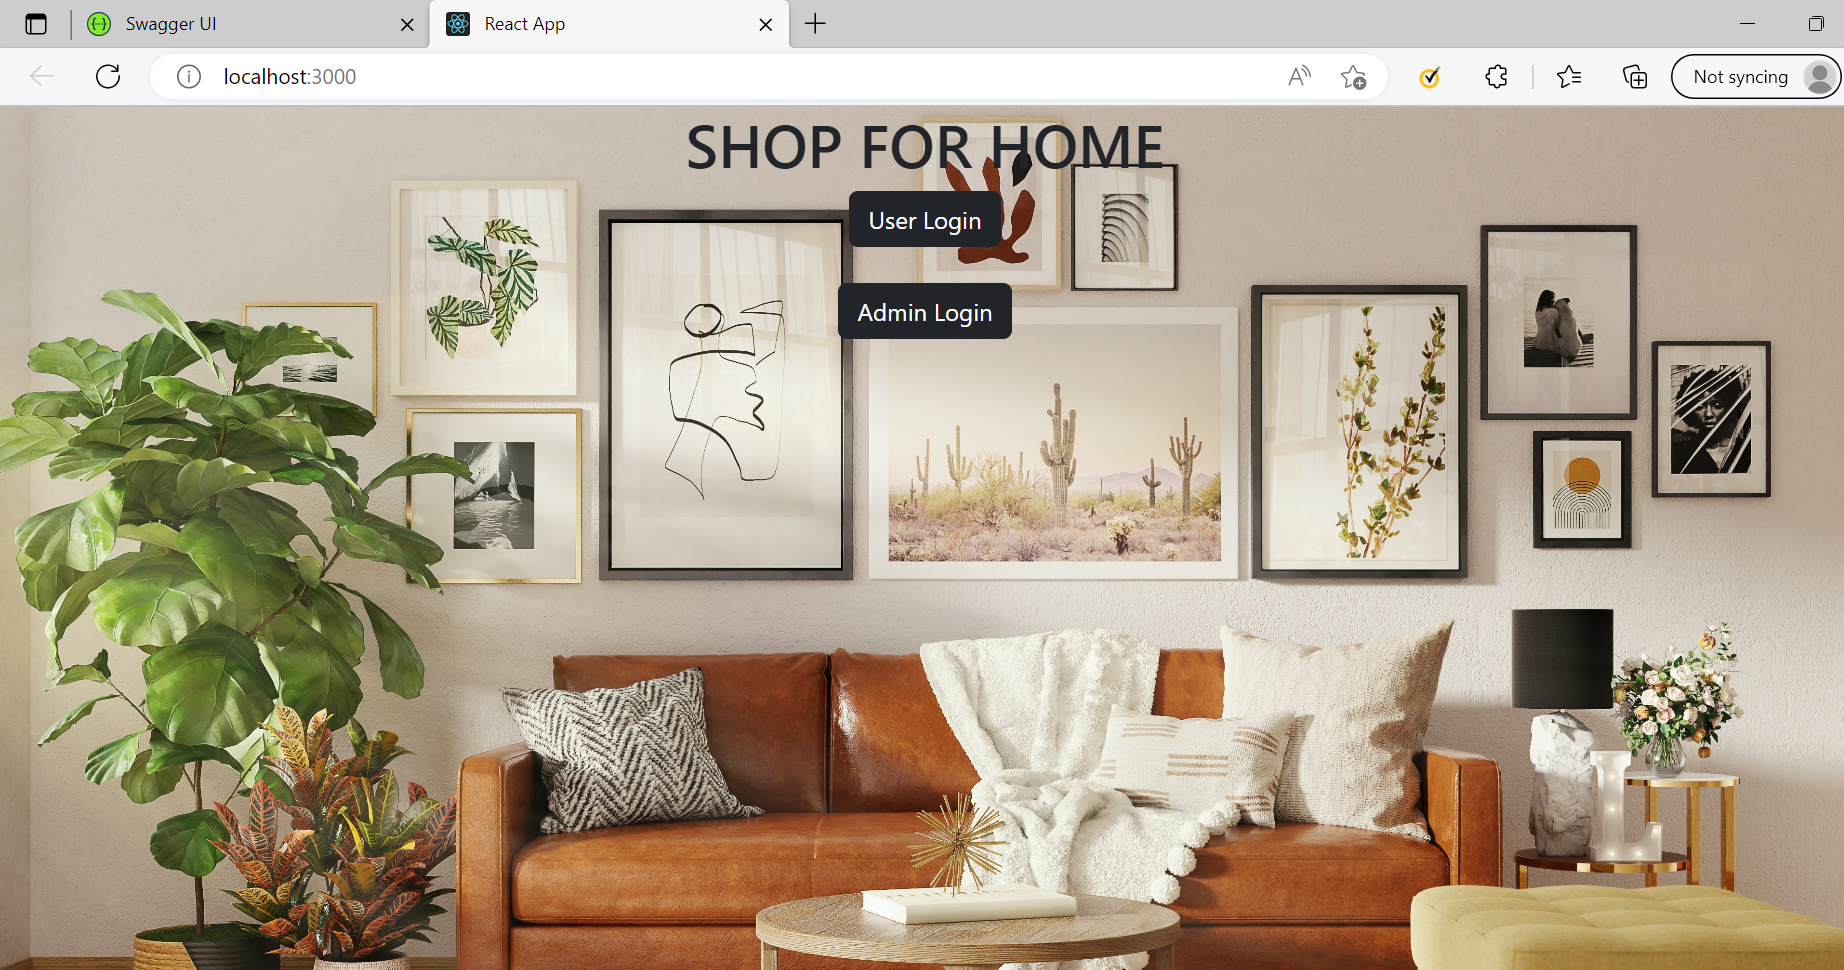 Swagger UI
React App
localhost:3000
Not syncing
SHOP FOR HOME
User Login
Admin Login
L